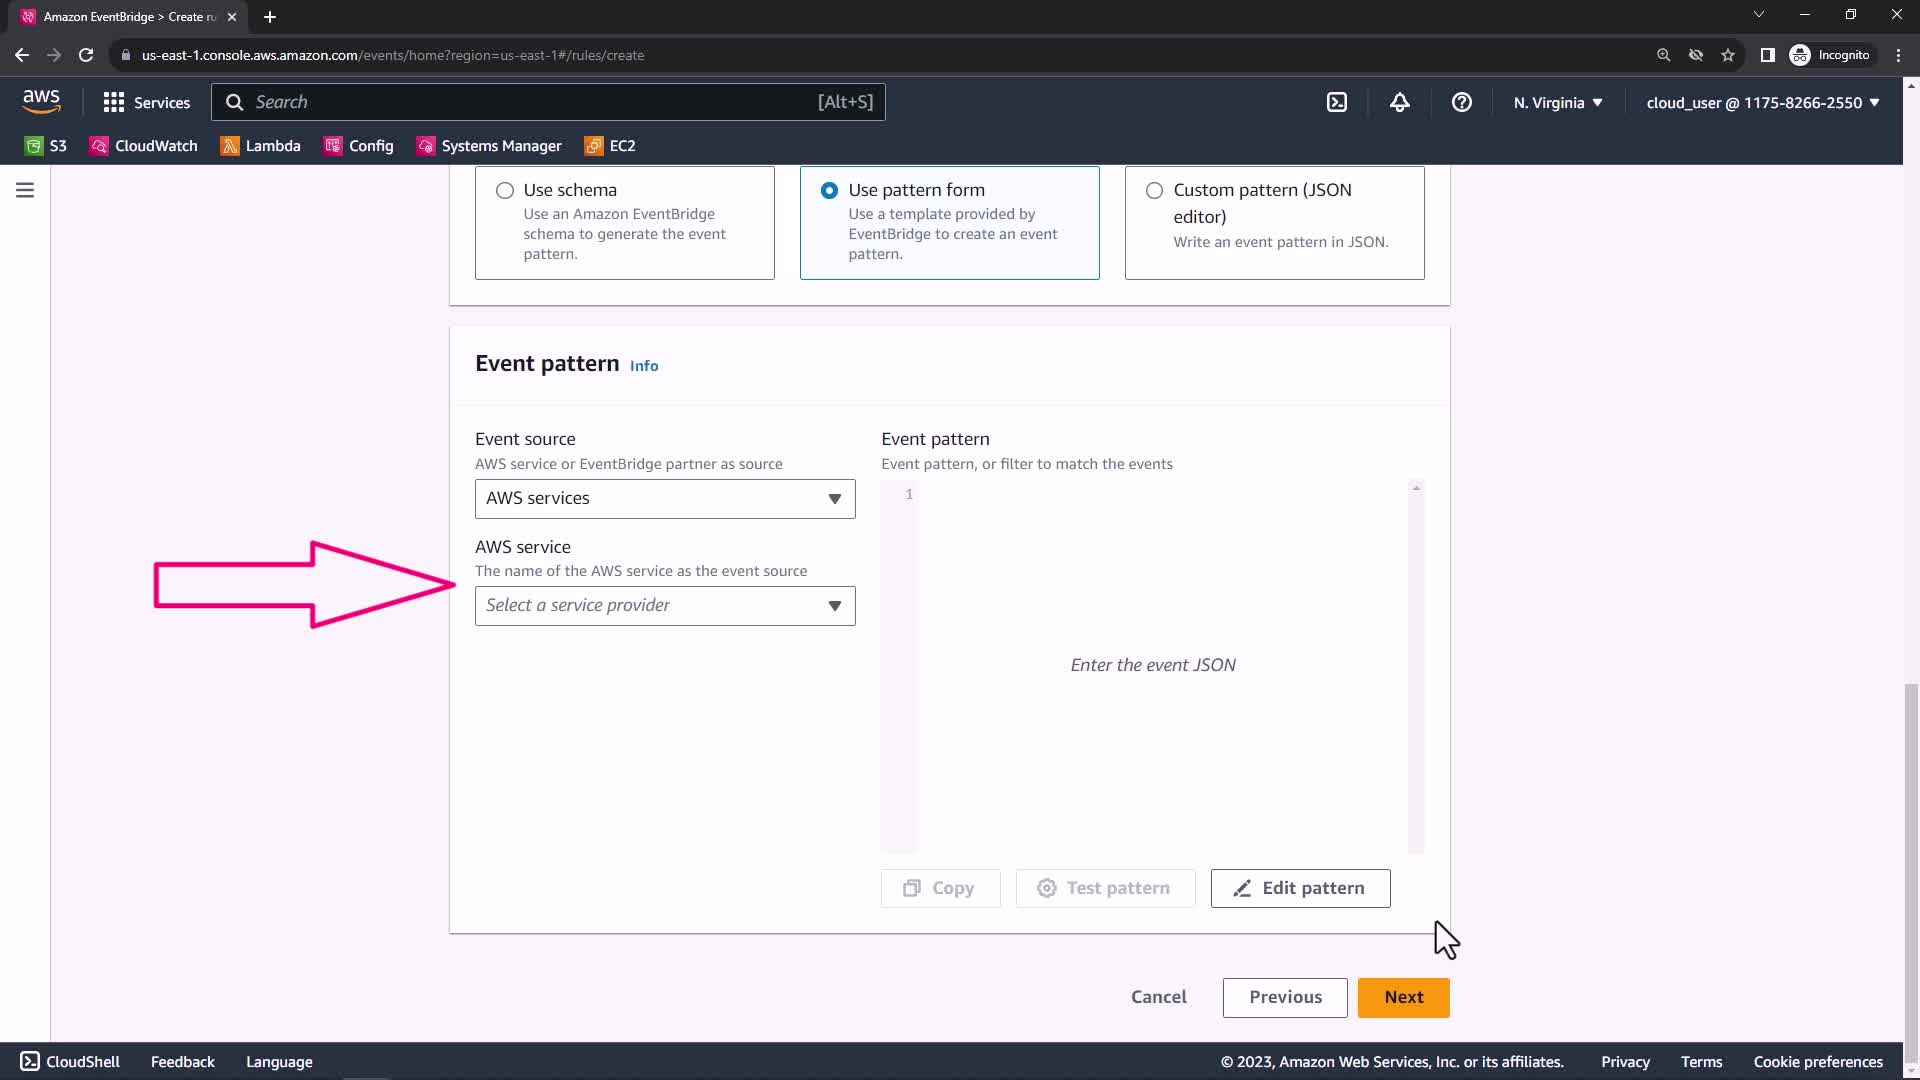 Amazon EventBridge > Create ru
us-east-1.console.aws.amazon.com/events/home?region=us-east-1#/rules/create
Incognito
aws
Services
Search
[Alt+S]
N. Virginia
cloud_user @ 1175-8266-2550
S3
CloudWatch
Lambda
Config
Systems Manager
EC2
Use schema
Use an Amazon EventBridge
schema to generate the event
pattern.
Use pattern form
Use a template provided by
EventBridge to create an event
pattern.
Custom pattern (JSON
editor)
Write an event pattern in JSON.
Event pattern Info
Event source
AWS service or EventBridge partner as source
AWS services
AWS service
The name of the AWS service as the event source
Select a service provider
Event pattern
Event pattern, or filter to match the events
1
Enter the event JSON
Copy
Test pattern
Edit pattern
Cancel
Previous
Next
CloudShell
Feedback
Language
© 2023, Amazon Web Services, Inc. or its affiliates.
Privacy
Terms
Cookie preferences